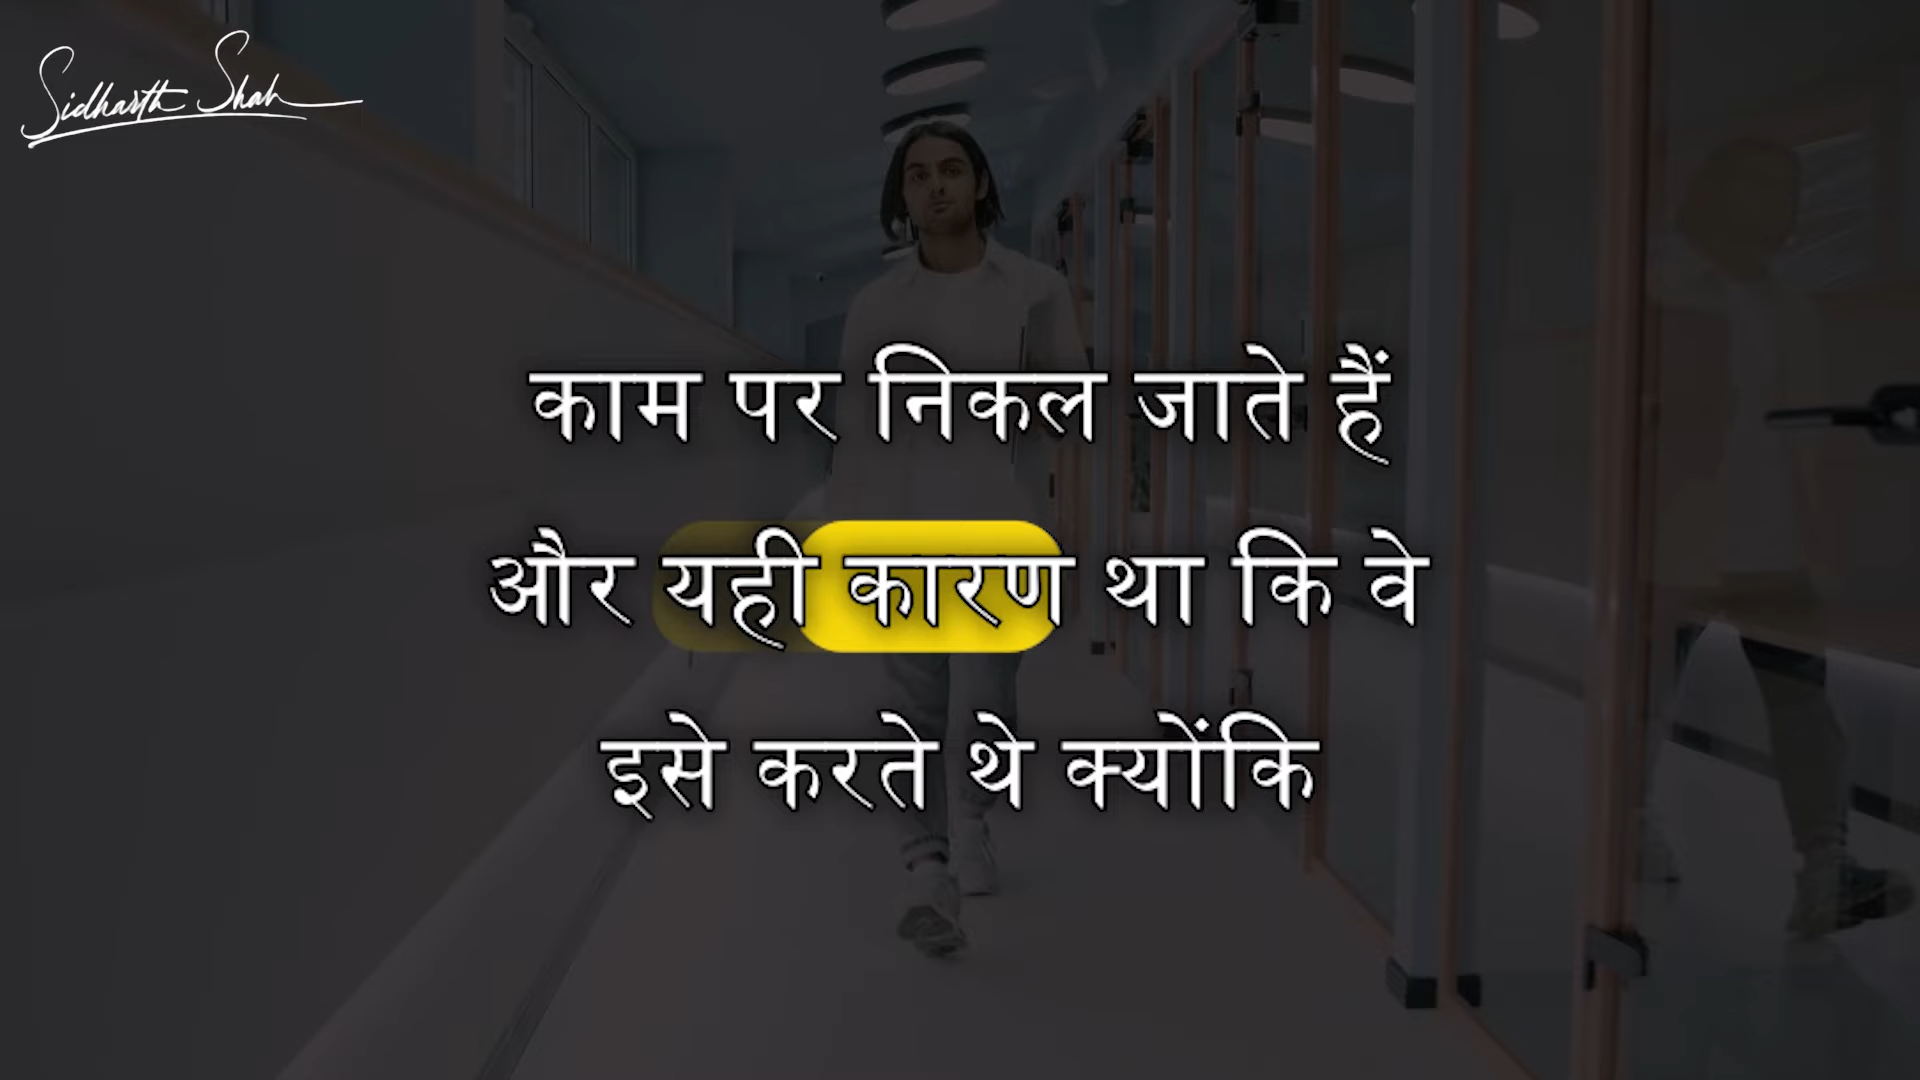 Sidharth Shah
काम पर निकल जाते हैं
और यही कारण था कि वे
इसे करते थे क्योंकि